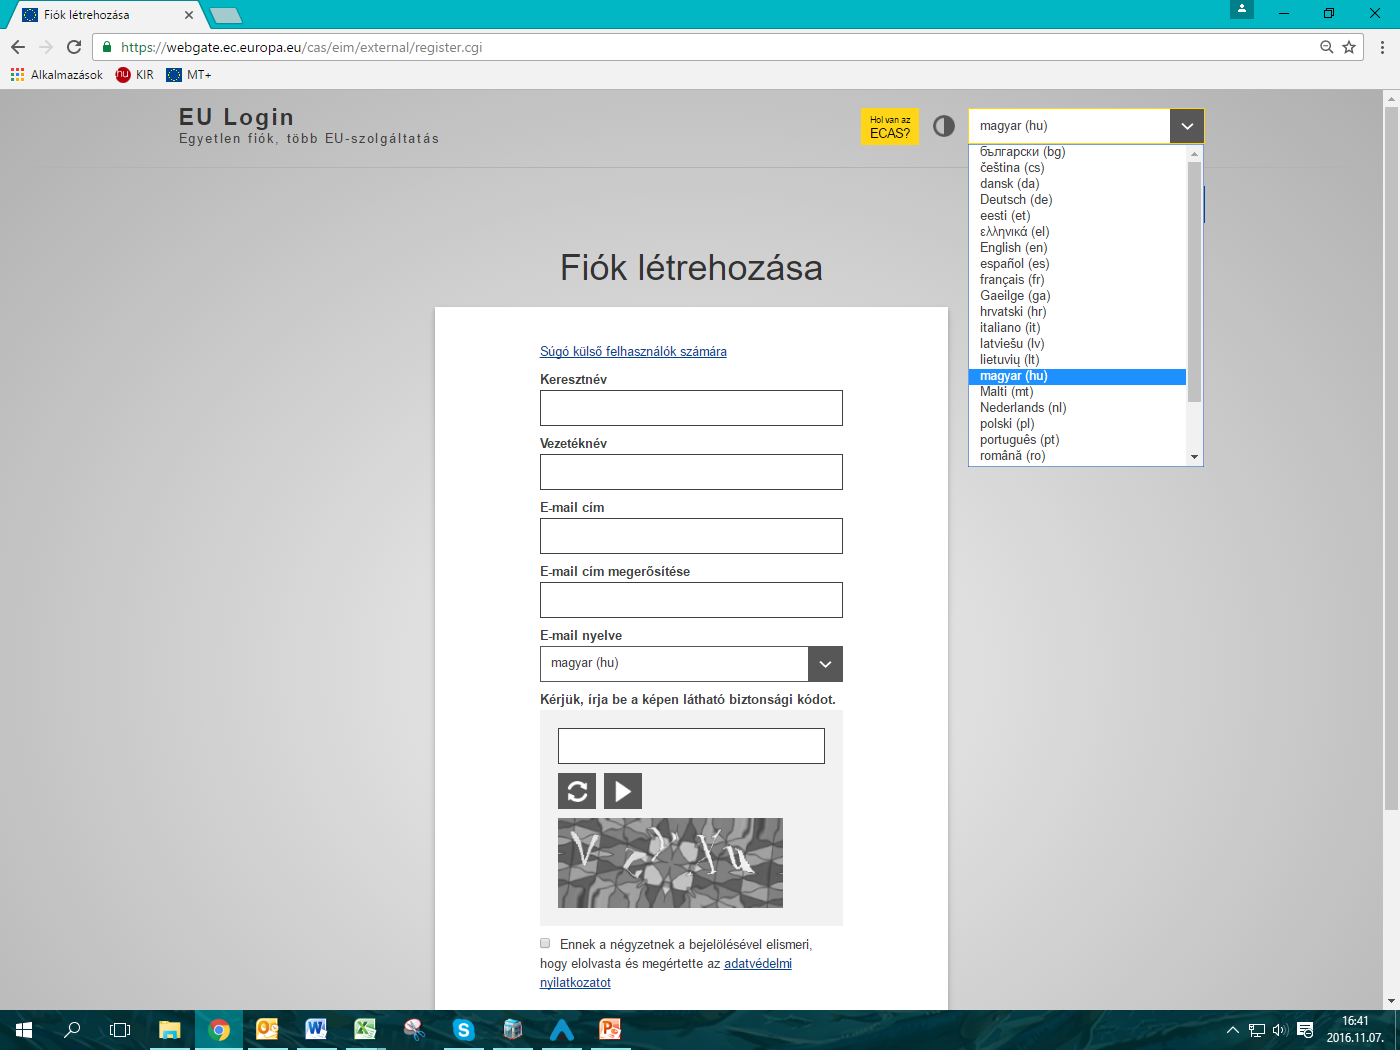 Fiók létrehozása
https://webgate.ec.europa.eu/cas/eim/external/register.cgi
Alkalmazások
hu
KIR
MT+
EU Login
Egyetlen fiók, több EU-szolgáltatás
Hol van az
ECAS?
magyar (hu)
български (bg)
čeština (cs)
dansk (da)
Deutsch (de)
eesti (et)
ελληνικά (el)
English (en)
español (es)
français (fr)
Gaeilge (ga)
hrvatski (hr)
italiano (it)
latviešu (lv)
lietuvių (lt)
magyar (hu)
Malti (mt)
Nederlands (nl)
polski (pl)
português (pt)
română (ro)
Fiók létrehozása
Súgó külső felhasználók számára
Keresztnév
Vezetéknév
E-mail cím
E-mail cím megerősítése
E-mail nyelve
magyar (hu)
Kérjük, írja be a képen látható biztonsági kódot.
Ennek a négyzetnek a bejelölésével elismeri,
hogy elolvasta és megértette az adatvédelmi
nyilatkozatot
16:41
2016.11.07.